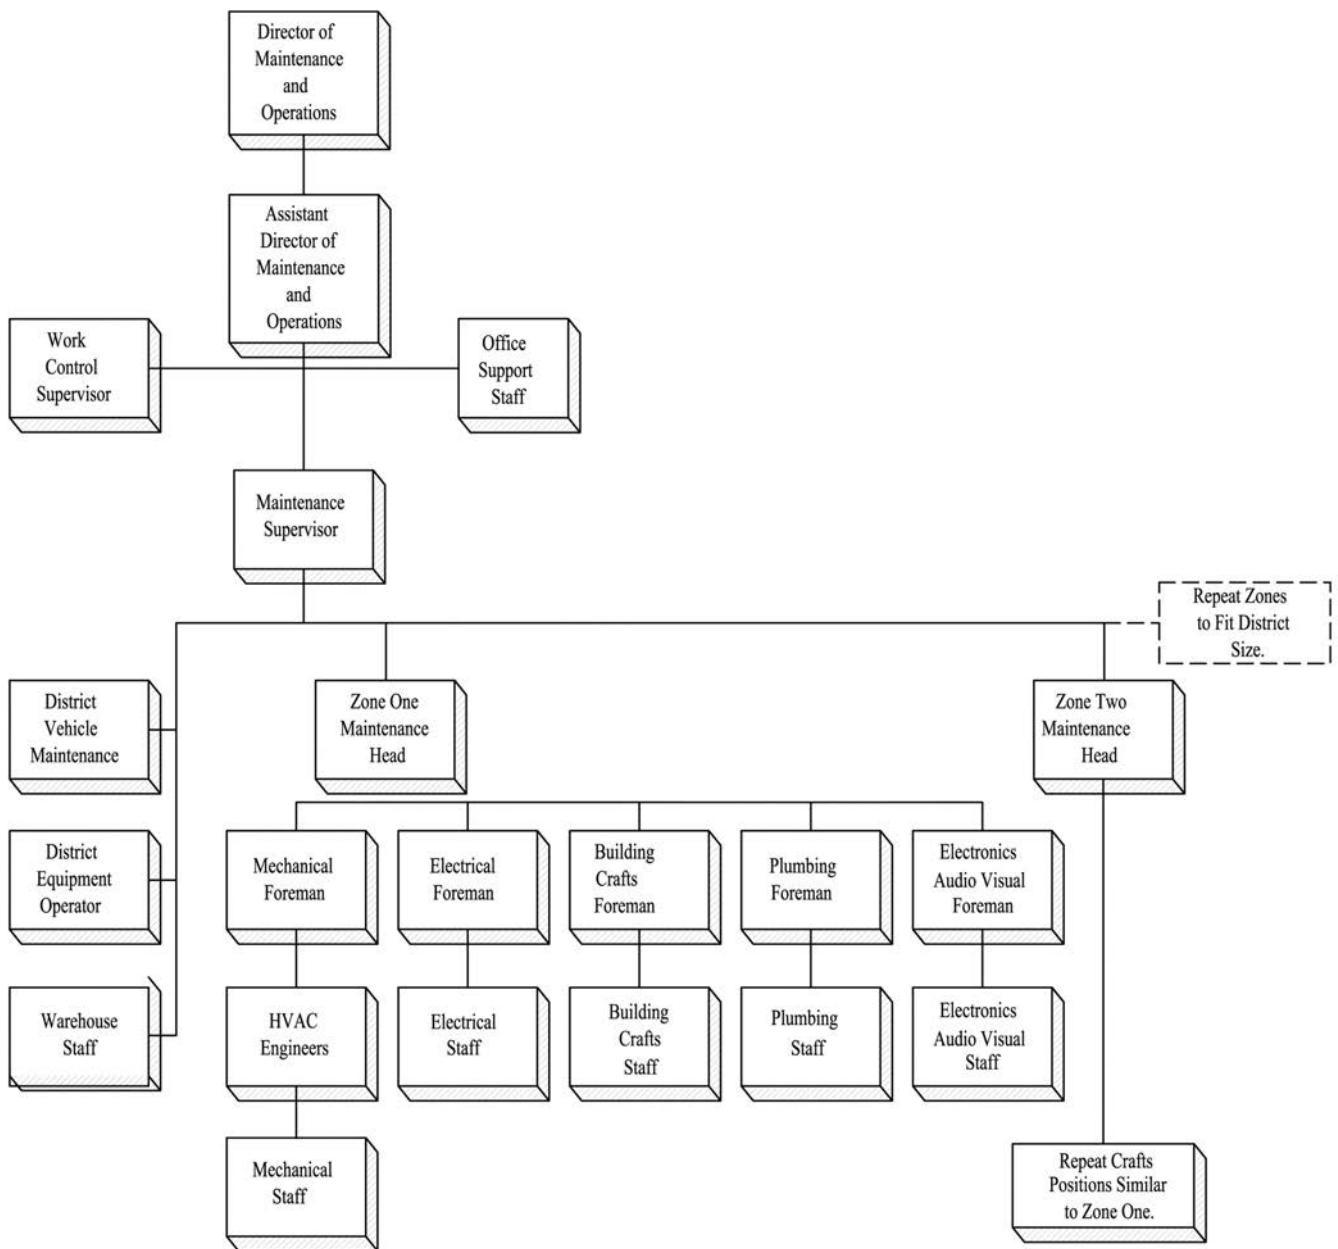 Director of
Maintenance
and
Operations
Assistant
Director of
Maintenance
and
Operations
Work
Control
Supervisor
Office
Support
Staff
Maintenance
Supervisor
Repeat Zones
to Fit District
Size.
District
Vehicle
Maintenance
Zone One
Maintenance
Head
Zone Two
Maintenance
Head
District
Equipment
Operator
Mechanical
Foreman
Electrical
Foreman
Building
Crafts
Foreman
Plumbing
Foreman
Electronics
Audio Visual
Foreman
Warehouse
Staff
HVAC
Engineers
Electrical
Staff
Building
Crafts
Staff
Plumbing
Staff
Electronics
Audio Visual
Staff
Mechanical
Staff
Repeat Crafts
Positions Similar
to Zone One.